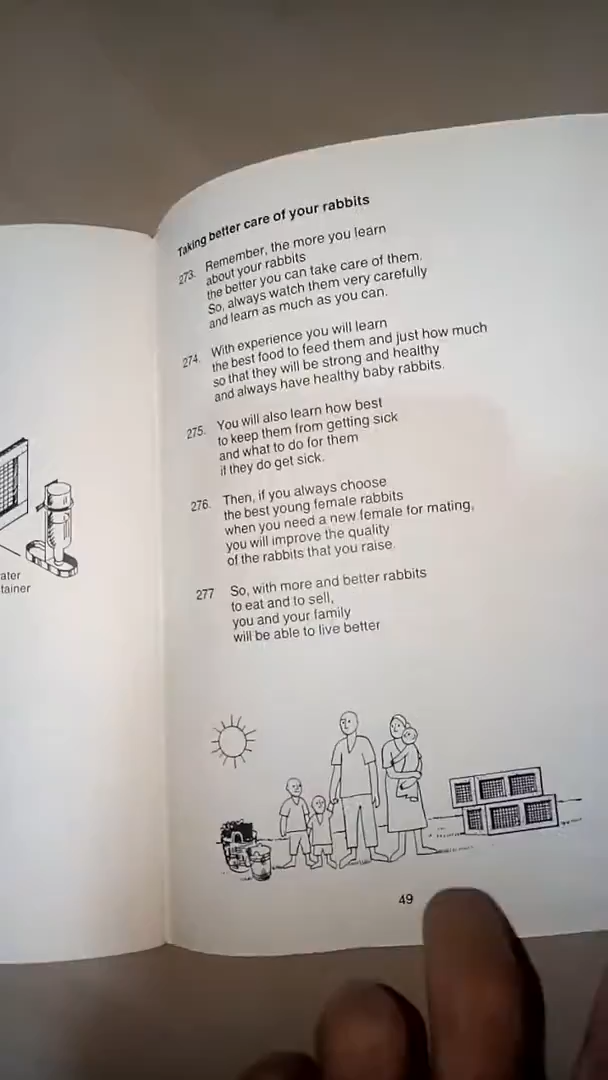 Taking better care of your rabbits
273. Remember, the more you learn
about your rabbits
the better you can take care of them.
So, always watch them very carefully
and learn as much as you can.
274. With experience you will learn
the best food to feed them and just how much
so that they will be strong and healthy
and always have healthy baby rabbits.
275. You will also learn how best
to keep them from getting sick
and what to do for them
if they do get sick.
276. Then, if you always choose
the best young female rabbits
when you need a new female for mating,
you will improve the quality
of the rabbits that you raise.
277 So, with more and better rabbits
to eat and to sell,
you and your family
will be able to live better
49
ater
tainer